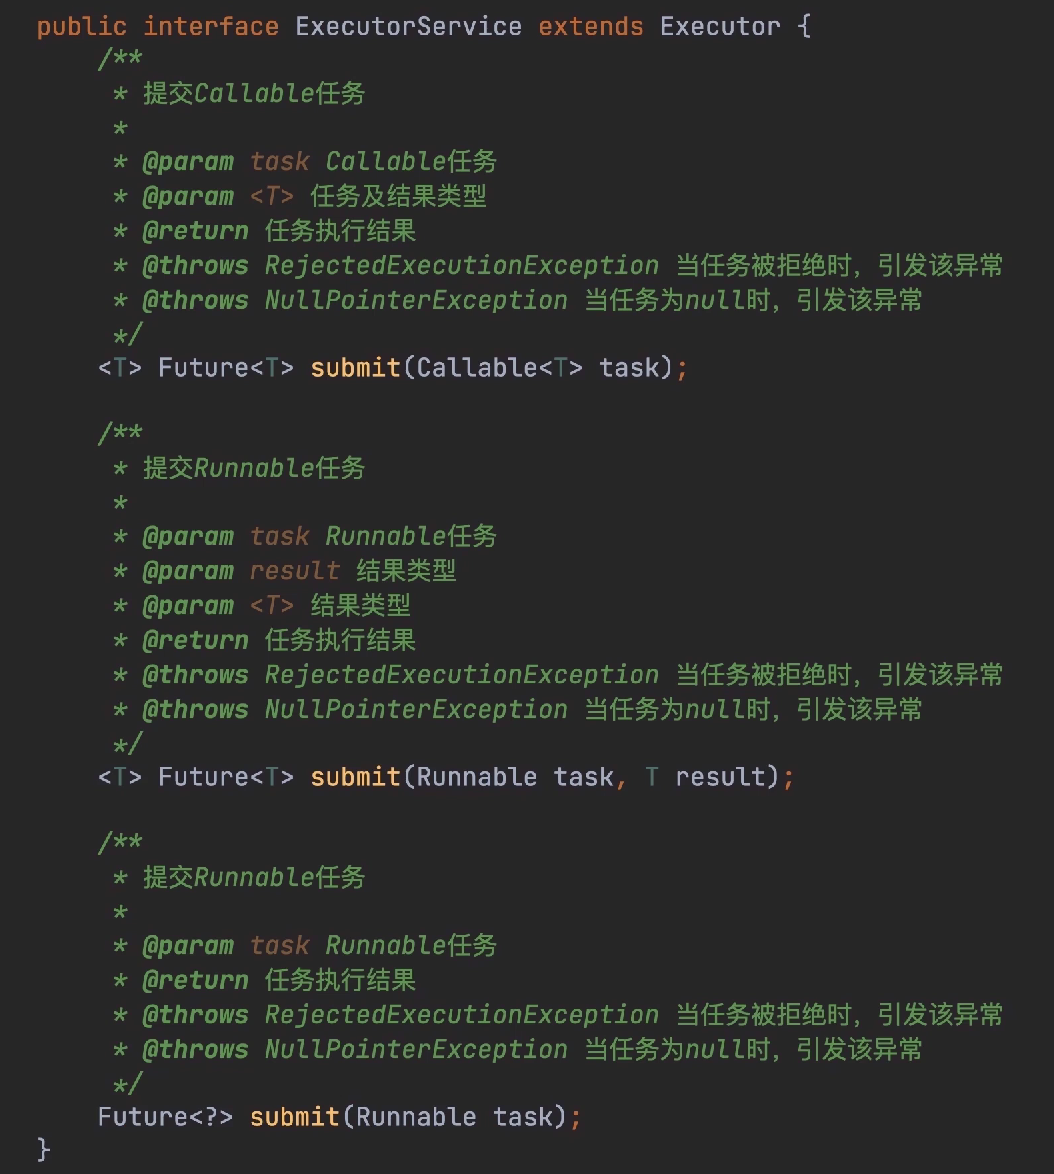 public interface ExecutorService extends Executor {
    /**
     * 提交Callable任务
     *
     * @param task Callable任务
     * @param <T> 任务及结果类型
     * @return 任务执行结果
     * @throws RejectedExecutionException 当任务被拒绝时，引发该异常
     * @throws NullPointerException 当任务为null时，引发该异常
     */
    <T> Future<T> submit(Callable<T> task);

    /**
     * 提交Runnable任务
     *
     * @param task Runnable任务
     * @param result 结果类型
     * @param <T> 结果类型
     * @return 任务执行结果
     * @throws RejectedExecutionException 当任务被拒绝时，引发该异常
     * @throws NullPointerException 当任务为null时，引发该异常
     */
    <T> Future<T> submit(Runnable task, T result);

    /**
     * 提交Runnable任务
     *
     * @param task Runnable任务
     * @return 任务执行结果
     * @throws RejectedExecutionException 当任务被拒绝时，引发该异常
     * @throws NullPointerException 当任务为null时，引发该异常
     */
    Future<?> submit(Runnable task);
}